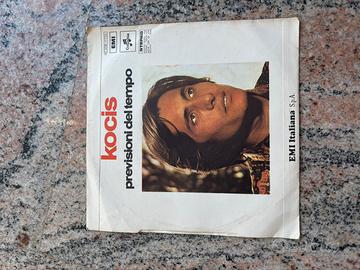 EMI
kocis
previsioni del tempo
EMI Italiana S.p.A.